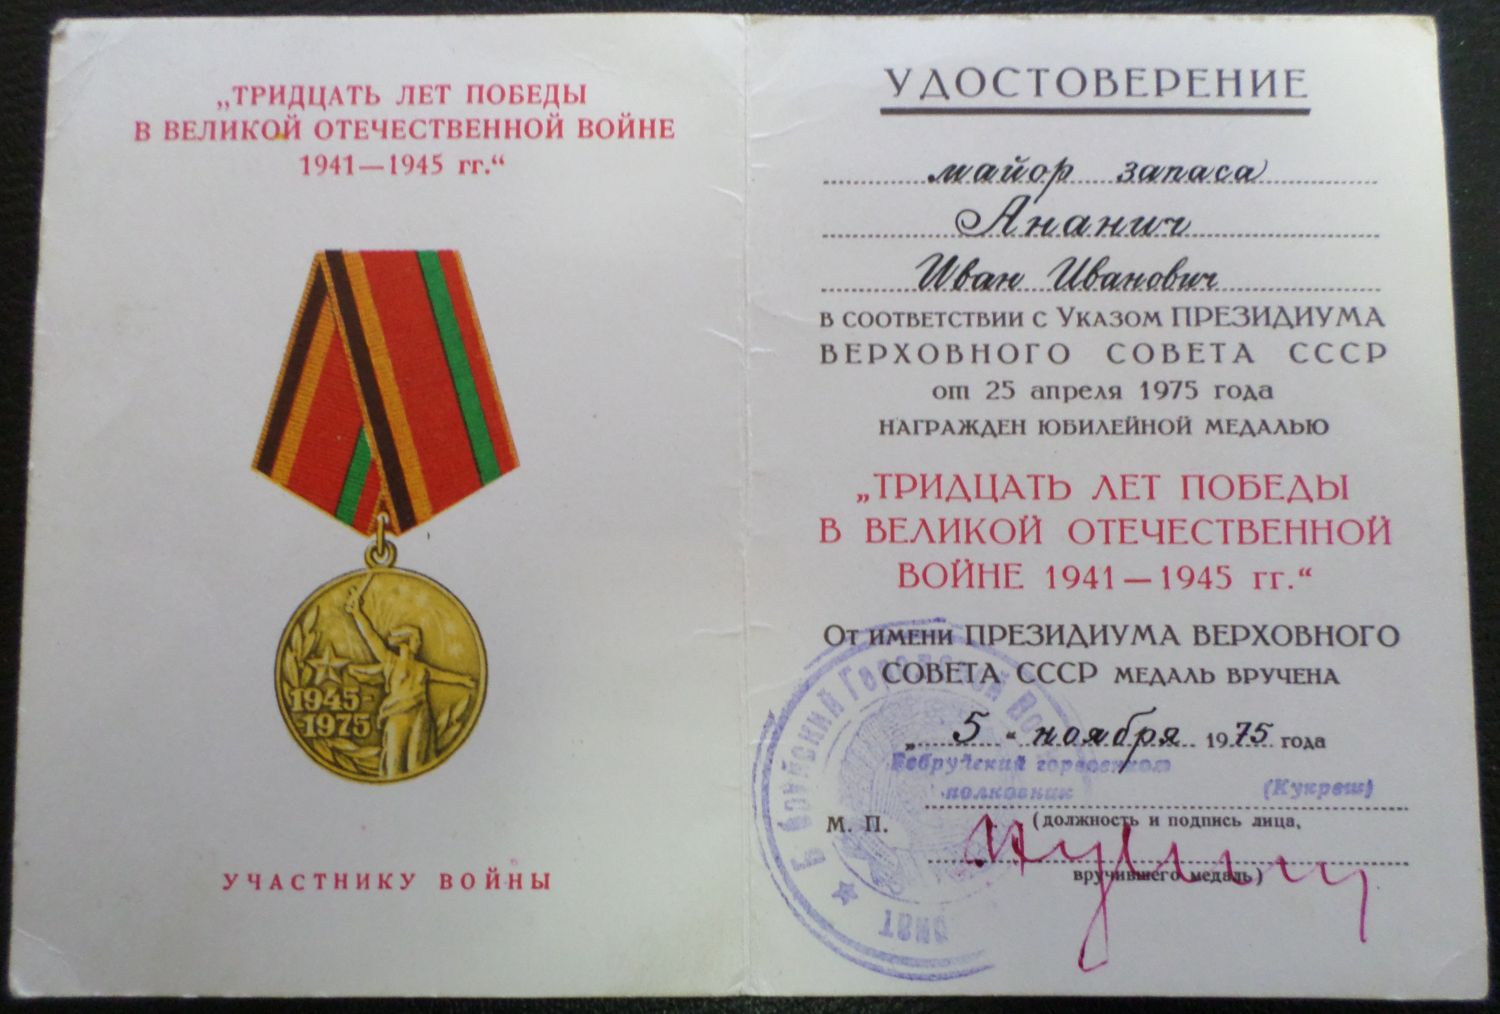 „ТРИДЦАТЬ ЛЕТ ПОБЕДЫ
В ВЕЛИКОЙ ОТЕЧЕСТВЕННОЙ ВОЙНЕ
1941—1945 гг.“
1945-
-1975
УЧАСТНИКУ ВОЙНЫ
УДОСТОВЕРЕНИЕ
майор запаса
Ананич
Иван Иванович
В СООТВЕТСТВИИ С УКАЗОМ ПРЕЗИДИУМА
ВЕРХОВНОГО СОВЕТА СССР
от 25 апреля 1975 года
НАГРАЖДЕН ЮБИЛЕЙНОЙ МЕДАЛЬЮ
„ТРИДЦАТЬ ЛЕТ ПОБЕДЫ
В ВЕЛИКОЙ ОТЕЧЕСТВЕННОЙ
ВОЙНЕ 1941—1945 гг.“
ОТ ИМЕНИ ПРЕЗИДИУМА ВЕРХОВНОГО
СОВЕТА СССР МЕДАЛЬ ВРУЧЕНА
„5“ ноября 1975 года
Бобруйский горвоенком
полковник (Кукреш)
М. П.
(должность и подпись лица,
вручившего медаль)